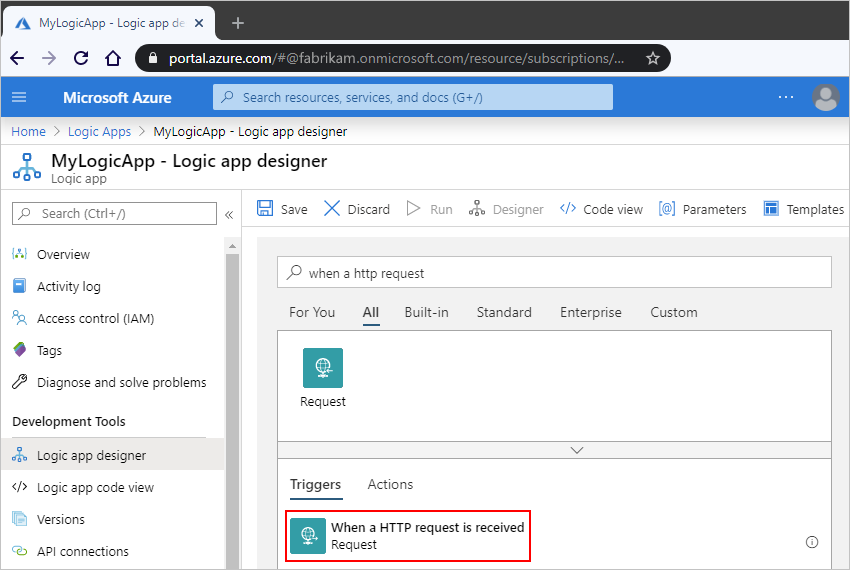 MyLogicApp - Logic app de
portal.azure.com/#@fabrikam.onmicrosoft.com/resource/subscriptions/...
Microsoft Azure
Search resources, services, and docs (G+/)
Home > Logic Apps > MyLogicApp - Logic app designer
MyLogicApp - Logic app designer
Logic app
Search (Ctrl+/)
«
Save
Discard
Run
Designer
Code view
Parameters
Templates
Overview
Activity log
Access control (IAM)
Tags
Diagnose and solve problems
Development Tools
Logic app designer
Logic app code view
Versions
API connections
when a http request
For You
All
Built-in
Standard
Enterprise
Custom
Request
Triggers
Actions
When a HTTP request is received
Request